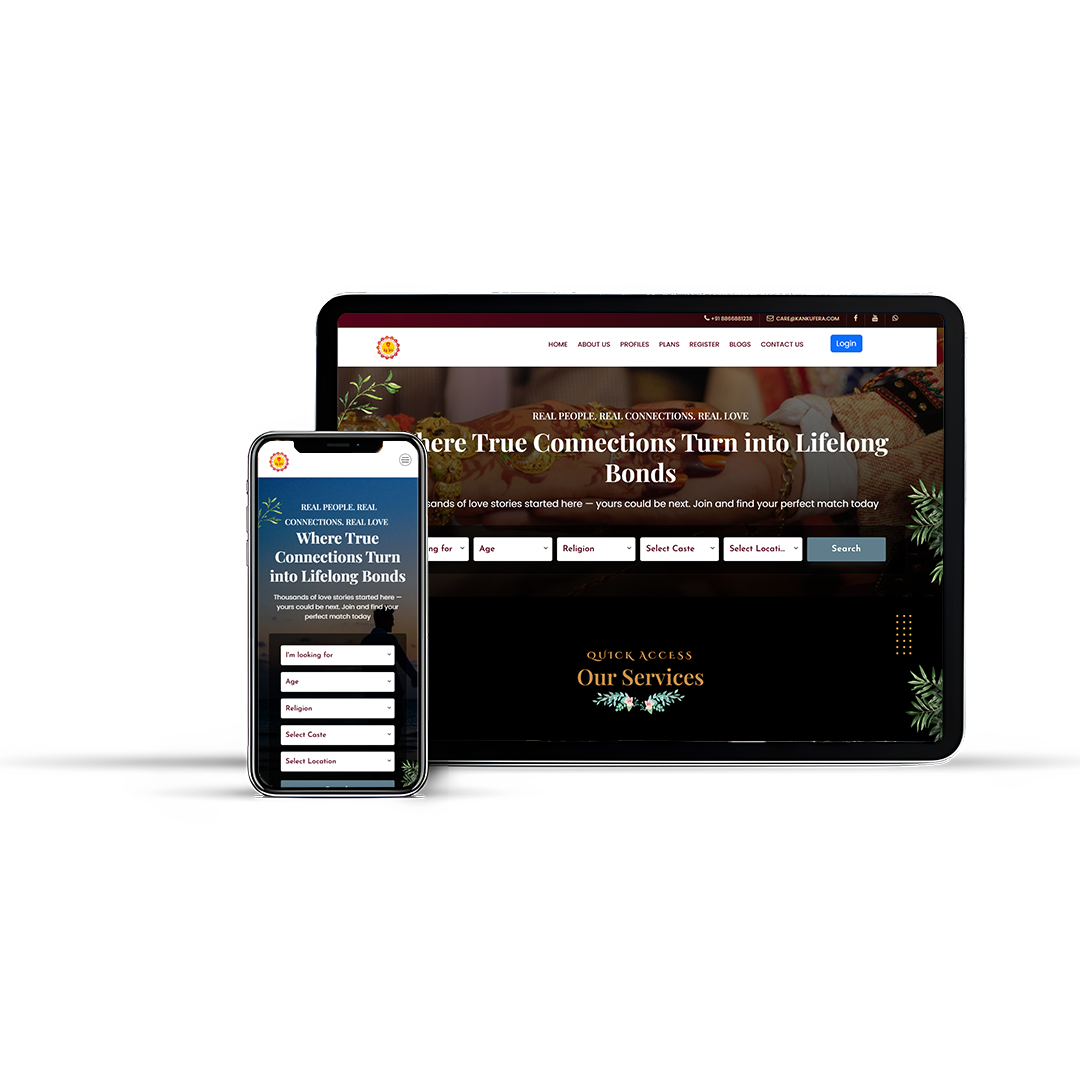 +91 8866881238
CARE@KANKUFERA.COM
HOME ABOUT US PROFILES PLANS REGISTER BLOGS CONTACT US Login
REAL PEOPLE. REAL CONNECTIONS. REAL LOVE
here True Connections Turn into Lifelong
Bonds
sands of love stories started here — yours could be next. Join and find your perfect match today
ng for Age Religion Select Caste Select Locati... Search
QUICK ACCESS
Our Services
REAL PEOPLE. REAL
CONNECTIONS. REAL LOVE
Where True
Connections Turn
into Lifelong Bonds
Thousands of love stories started here —
yours could be next. Join and find your
perfect match today
I'm looking for
Age
Religion
Select Caste
Select Location